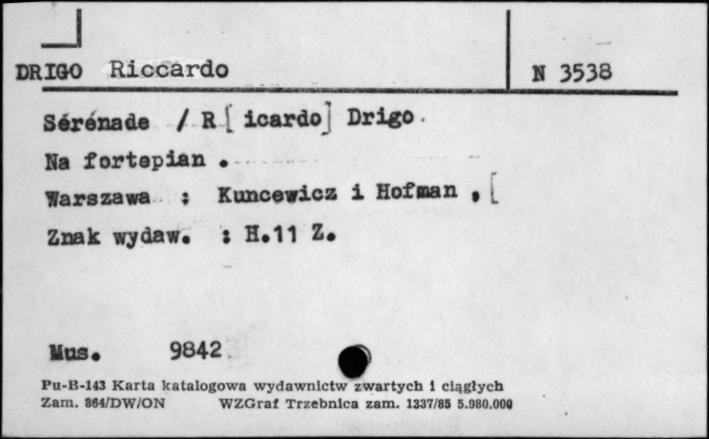 DRIGO Riccardo N 3538
Sérénade / R [ icardo] Drigo.
Na fortepian .
Warszawa : Kuncewicz i Hofman , [
Znak wydaw. : H.11 Z.
Mus. 9842
Pu-B-143 Karta katalogowa wydawnictw zwartych i ciągłych
Zam. 864/DW/ON WZGraf Trzebnica zam. 1337/85 5.980.000